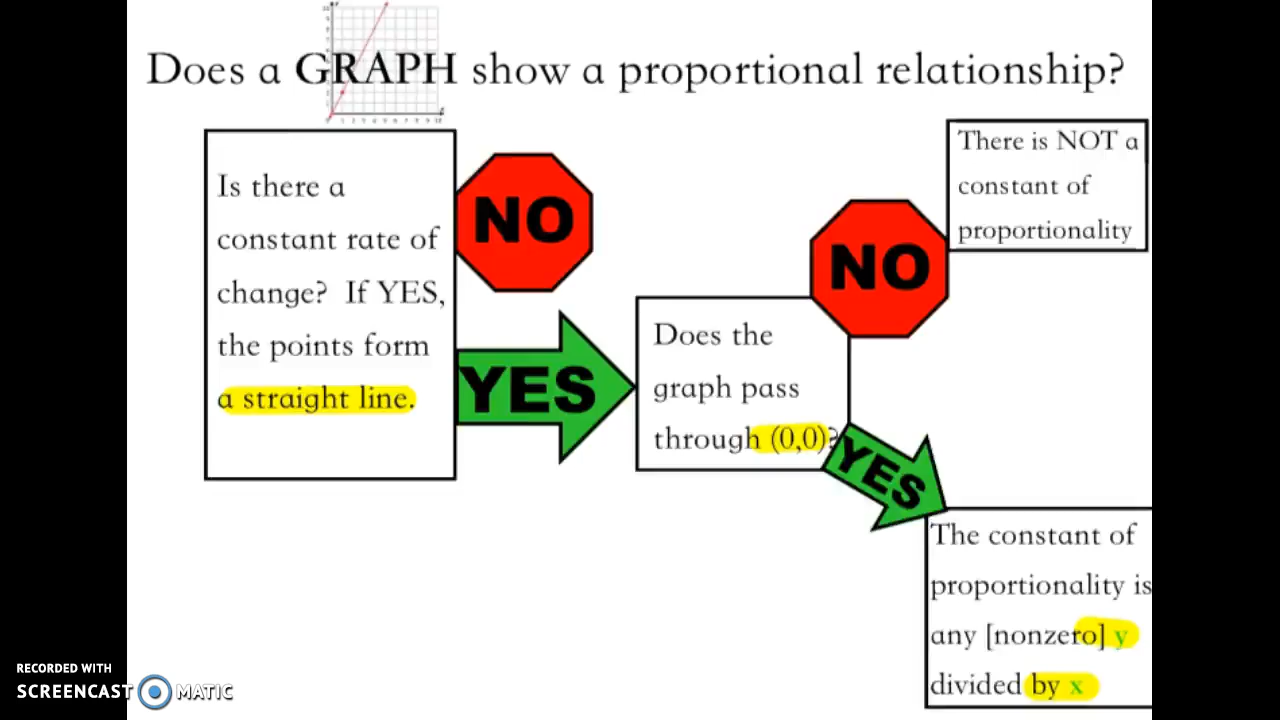 Does a GRAPH show a proportional relationship?
Is there a
constant rate of
change? If YES,
the points form
a straight line.
NO
YES
Does the
graph pass
through (0,0)?
NO
There is NOT a
constant of
proportionality
YES
The constant of
proportionality is
any [nonzero] y
divided by x
RECORDED WITH
SCREENCAST MATIC